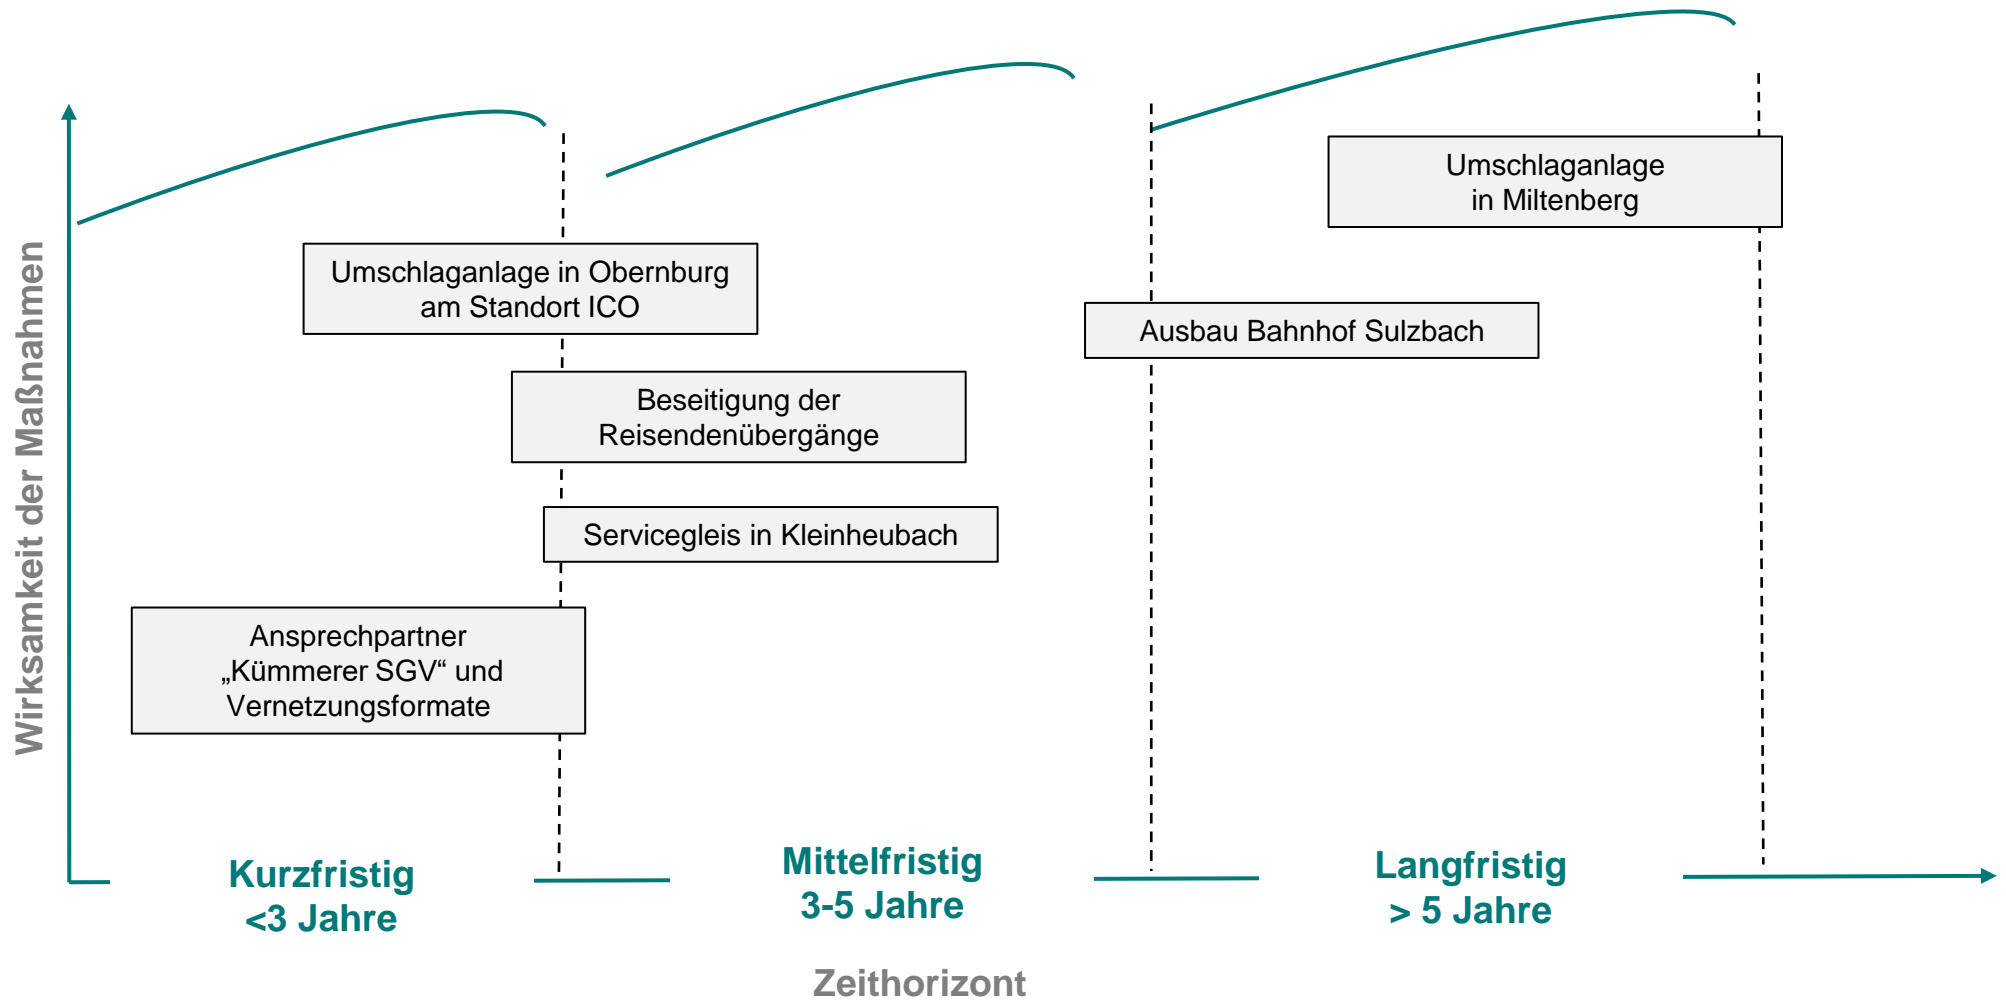 Wirksamkeit der Maßnahmen
Umschlaganlage
in Miltenberg
Umschlaganlage in Obernburg
am Standort ICO
Ausbau Bahnhof Sulzbach
Beseitigung der
Reisendenübergänge
Servicegleis in Kleinheubach
Ansprechpartner
„Kümmerer SGV“ und
Vernetzungsformate
Kurzfristig
<3 Jahre
Mittelfristig
3-5 Jahre
Langfristig
> 5 Jahre
Zeithorizont